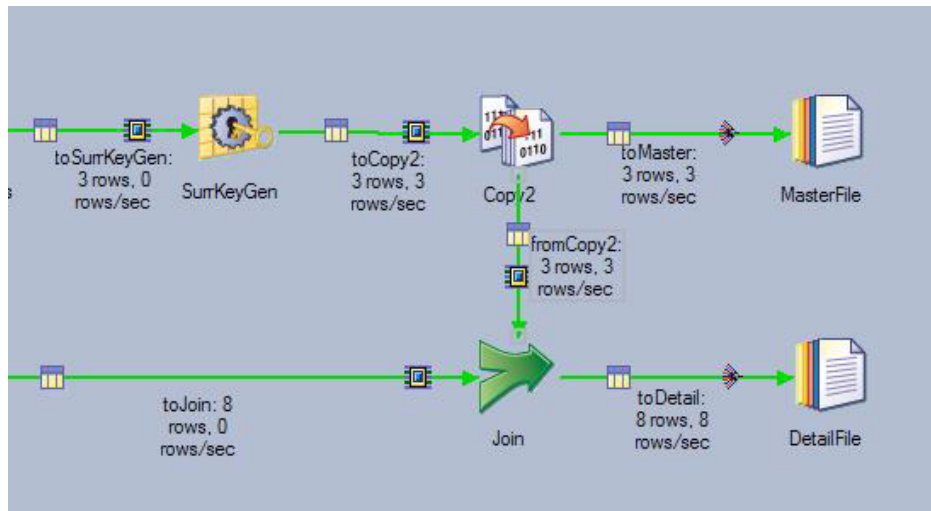 toSurrKeyGen:
3 rows, 0
rows/sec
s
SurrKeyGen
toCopy2:
3 rows, 3
rows/sec
Copy2
toMaster:
3 rows, 3
rows/sec
MasterFile
fromCopy2:
3 rows, 3
rows/sec
toJoin: 8
rows, 0
rows/sec
Join
toDetail:
8 rows, 8
rows/sec
DetailFile